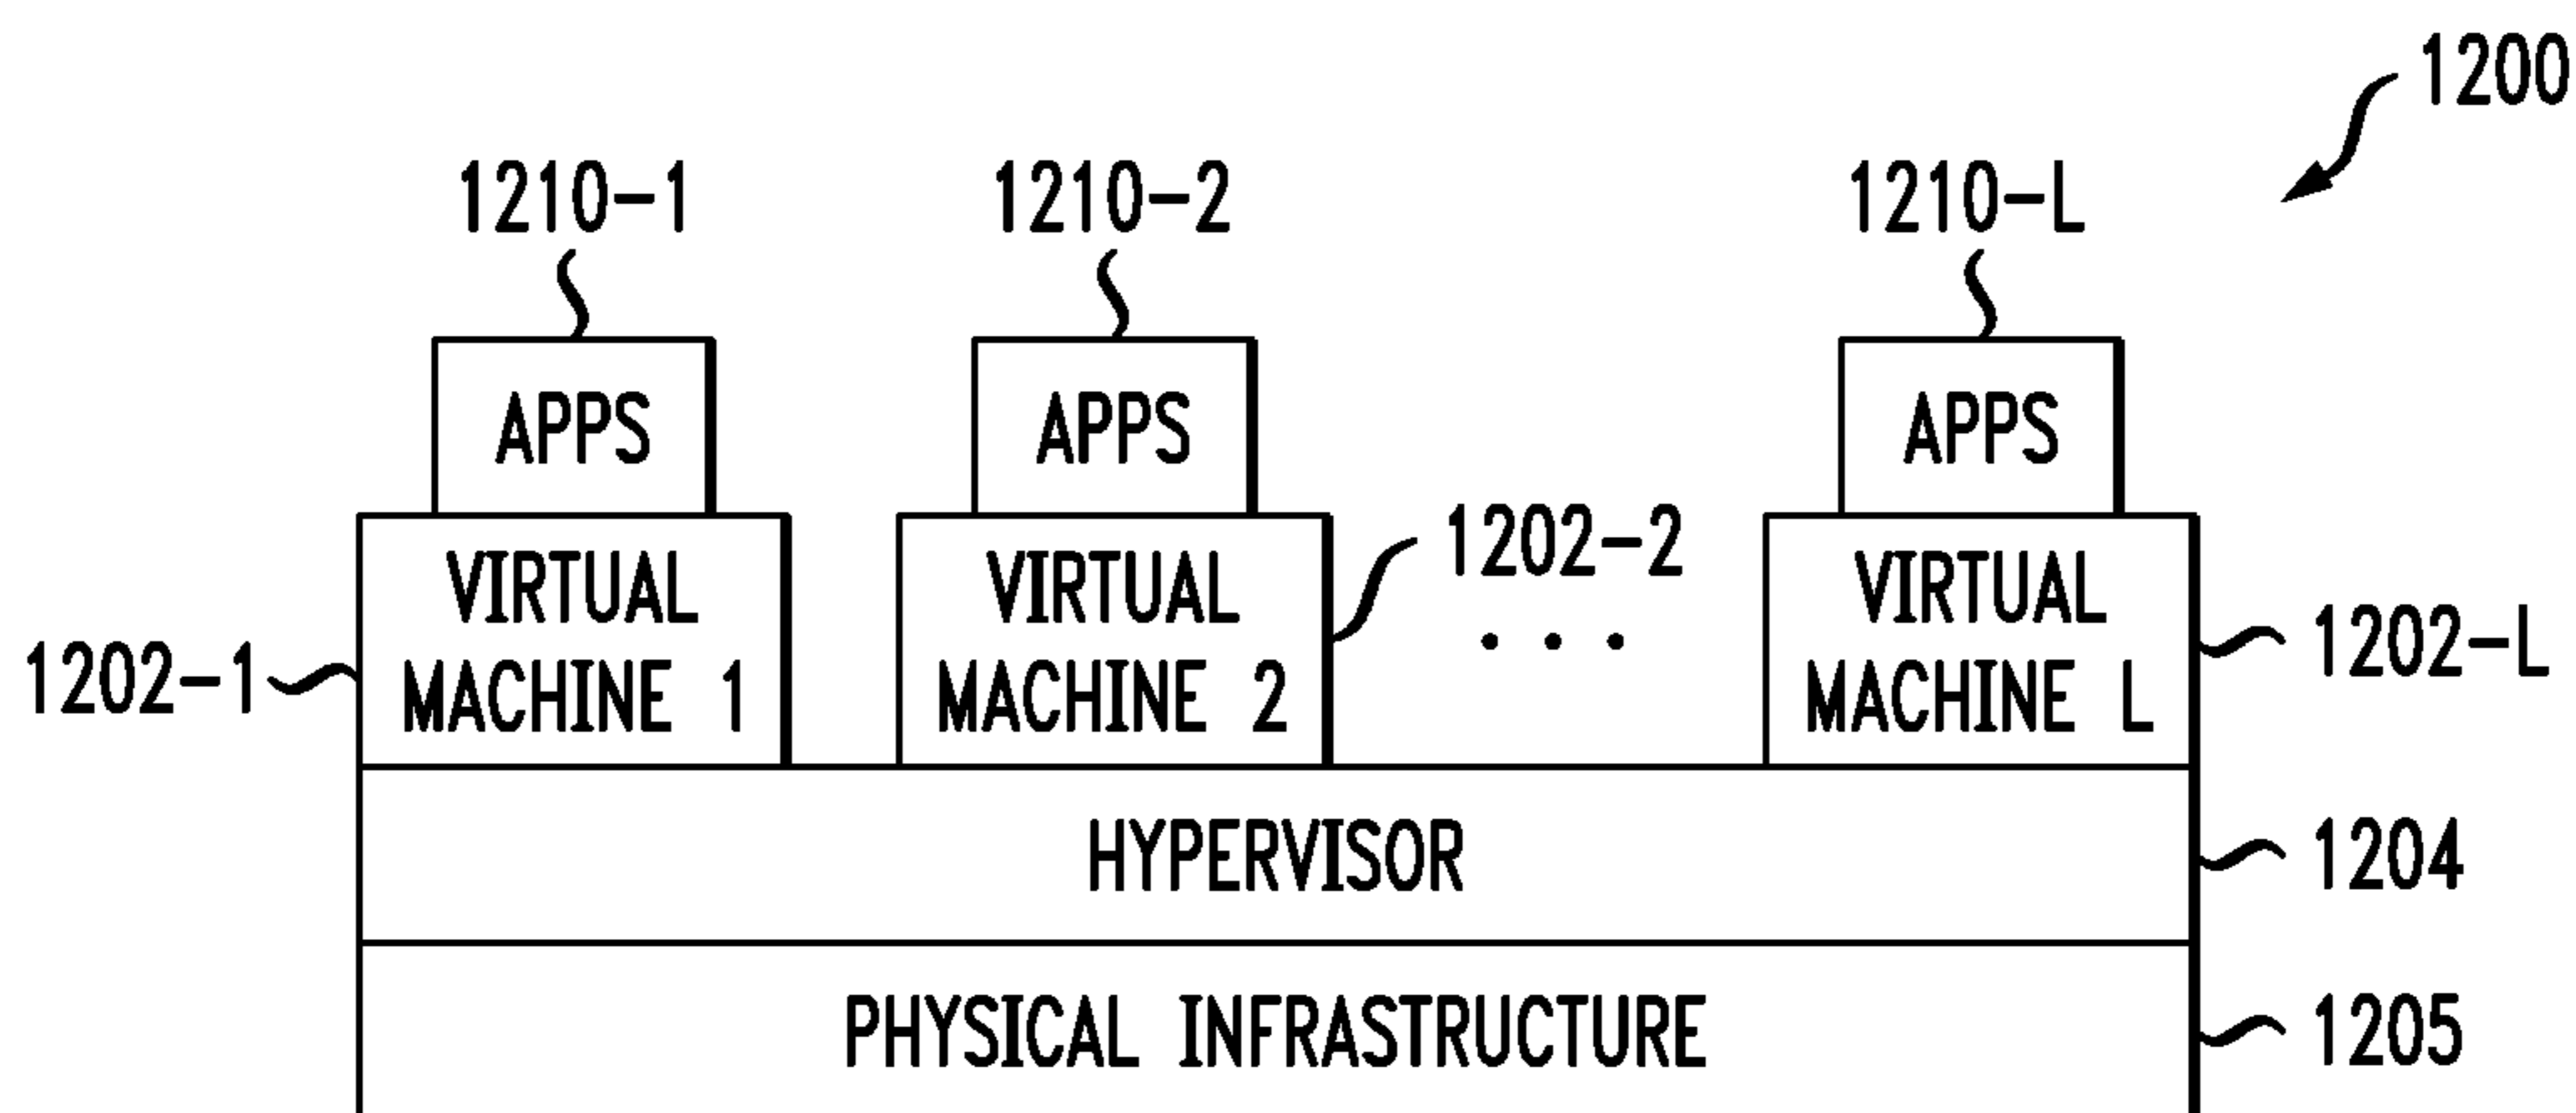 1200
1210-1 1210-2 1210-L
APPS APPS APPS
1202-2
VIRTUAL MACHINE 1
VIRTUAL MACHINE 2
VIRTUAL MACHINE L
1202-1
. . .
1202-L
HYPERVISOR
1204
PHYSICAL INFRASTRUCTURE
1205